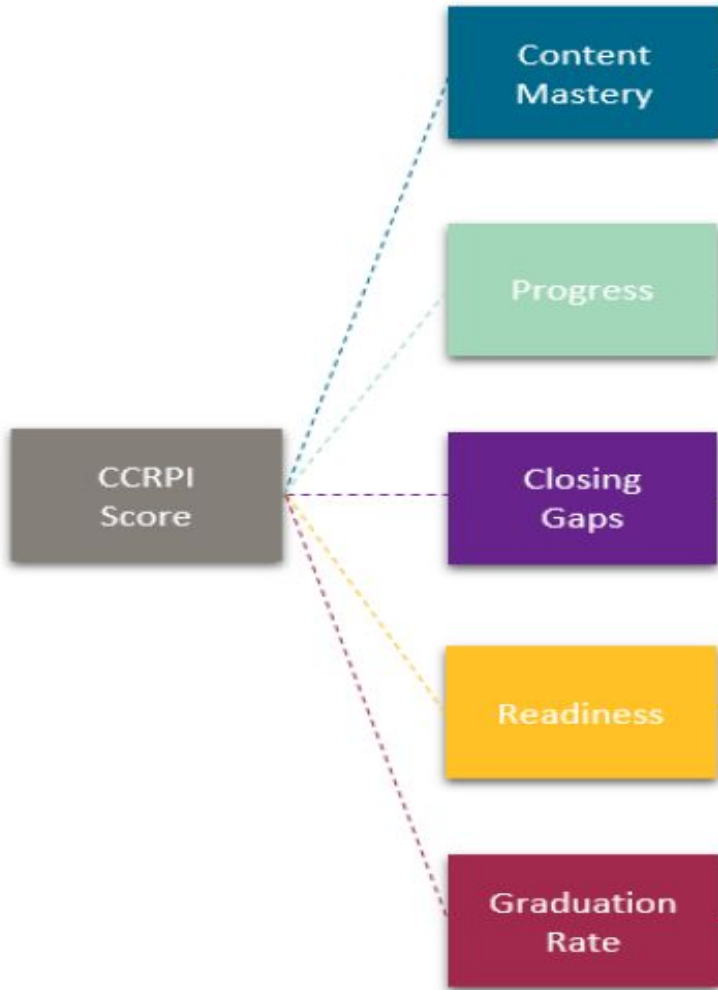 Content
Mastery
Progress
CCRPI
Score
Closing
Gaps
Readiness
Graduation
Rate